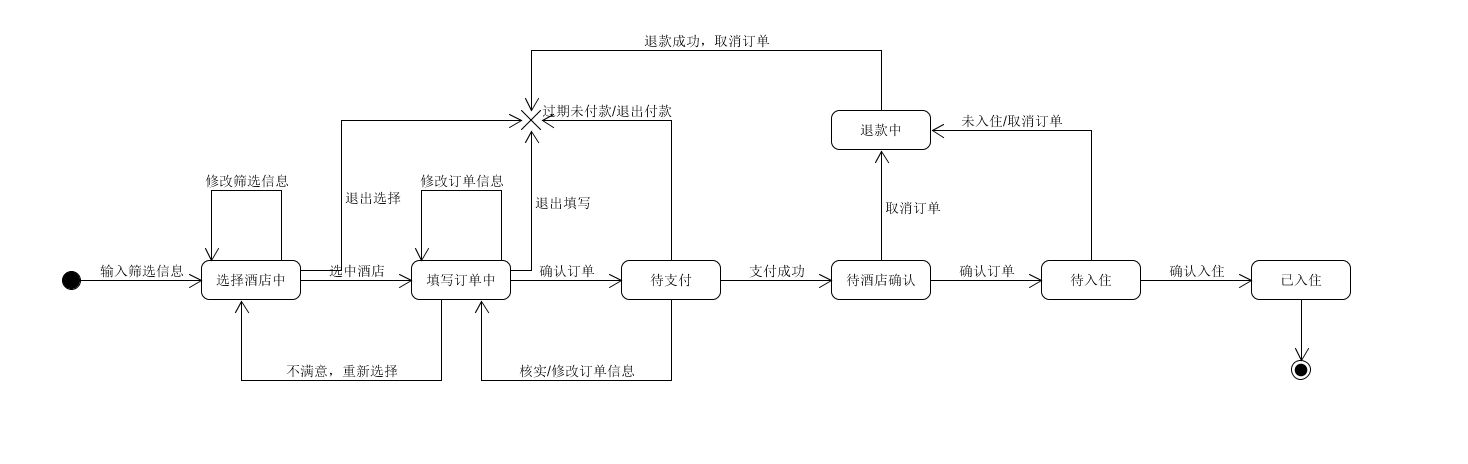 退款成功，取消订单
过期未付款/退出付款
退款中
未入住/取消订单
修改筛选信息
退出选择
修改订单信息
退出填写
取消订单
输入筛选信息
选择酒店中
选中酒店
填写订单中
确认订单
待支付
支付成功
待酒店确认
确认订单
待入住
确认入住
已入住
不满意，重新选择
核实/修改订单信息